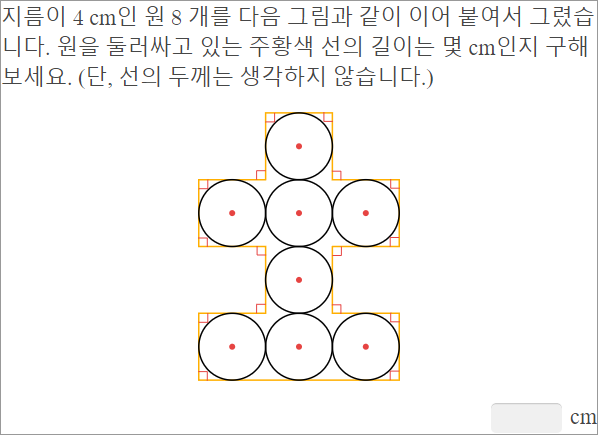 지름이 4 cm인 원 8 개를 다음 그림과 같이 이어 붙여서 그렸습
니다. 원을 둘러싸고 있는 주황색 선의 길이는 몇 cm인지 구해
보세요. (단, 선의 두께는 생각하지 않습니다.)
cm